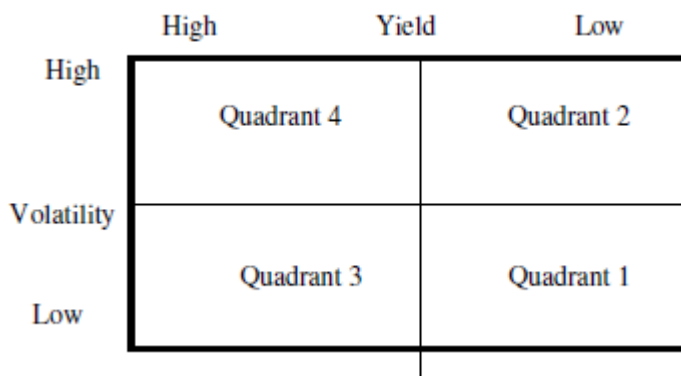 High Yield Low
High
Quadrant 4 Quadrant 2
Volatility
Quadrant 3 Quadrant 1
Low